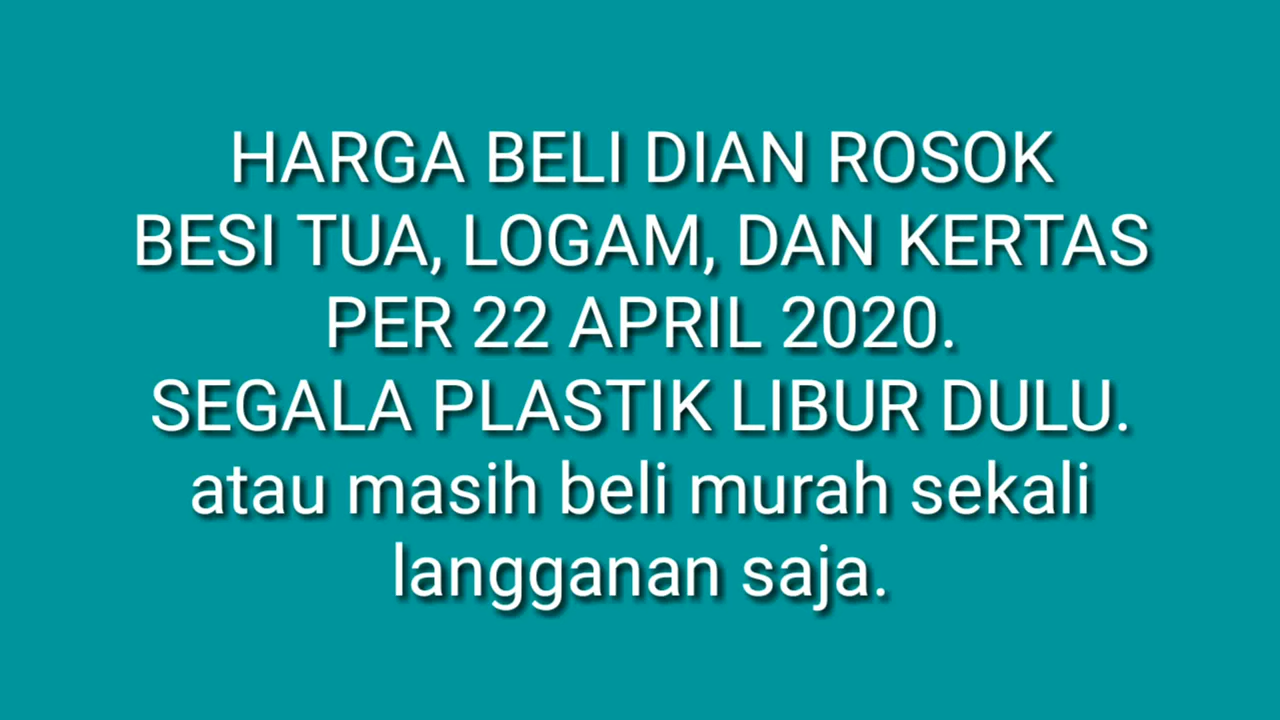 HARGA BELI DIAN ROSOK
BESI TUA, LOGAM, DAN KERTAS
PER 22 APRIL 2020.
SEGALA PLASTIK LIBUR DULU.
atau masih beli murah sekali
langganan saja.